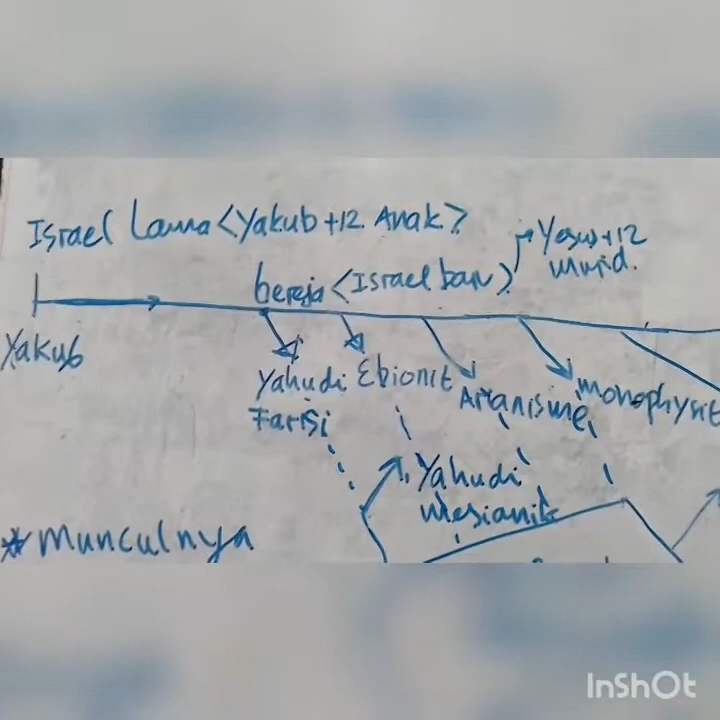 Israel Lama <Yakub +12 Anak>
Yesus +12
Murid.
Gereja <Israel baru>
Yakub
Yahudi
Farisi
Ebionit
Arianisme
Monophysit
Yahudi
Mesianik
* Munculnya
InShOt